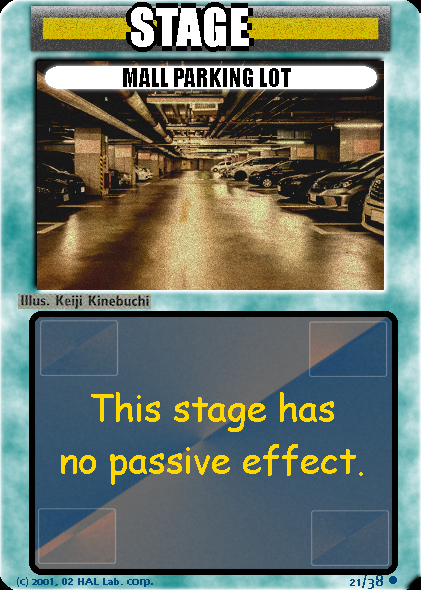 STAGE
MALL PARKING LOT
Illus. Keiji Kinebuchi
This stage has
no passive effect.
(c) 2001, 02 HAL Lab. corp.
21/38 ●